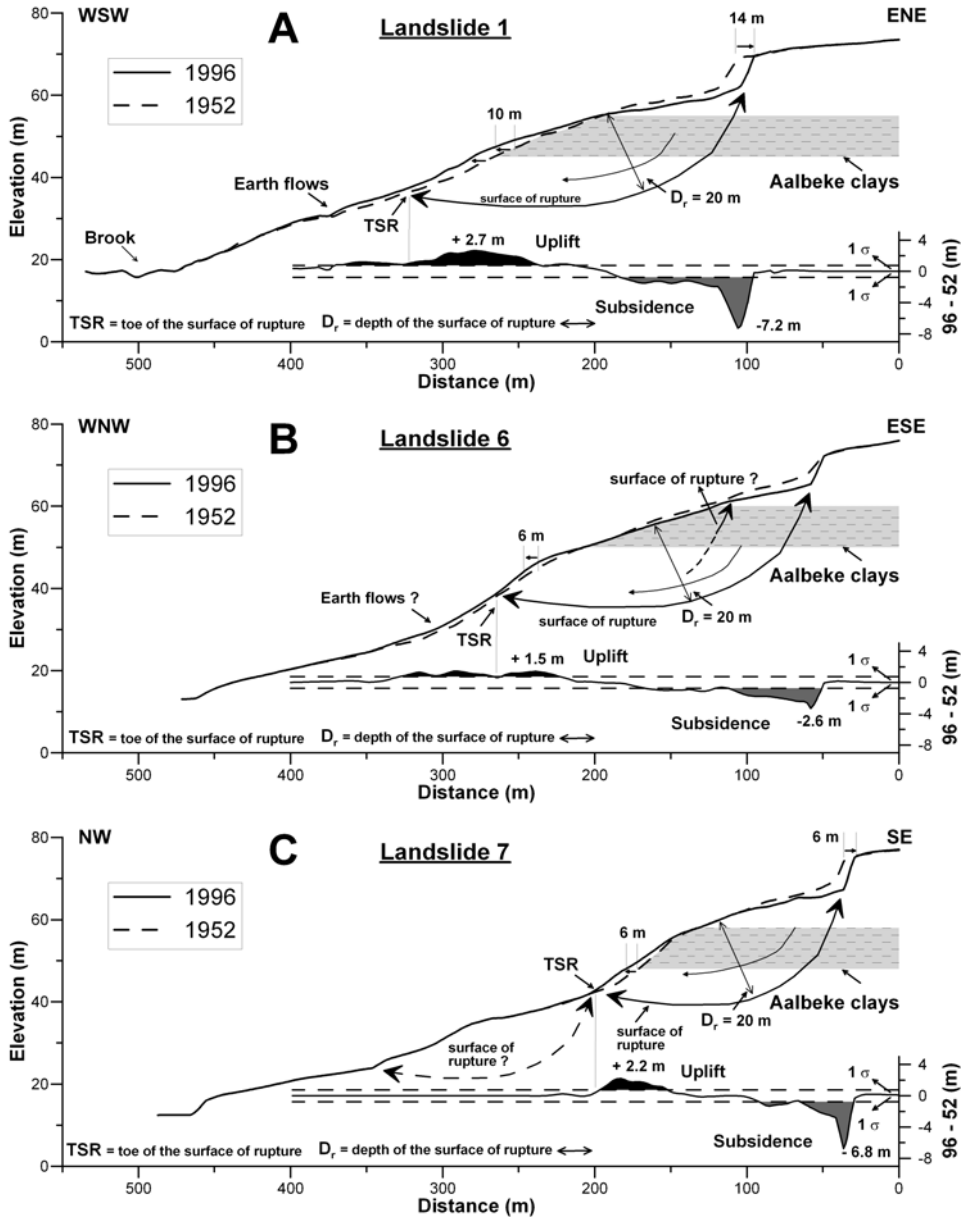 WSW
A
Landslide 1
14 m
ENE
1996
1952
10 m
Earth flows
Brook
TSR
surface of rupture
Dr = 20 m
Aalbeke clays
+ 2.7 m
Uplift
Subsidence
-7.2 m
1 σ
1 σ
TSR = toe of the surface of rupture
Dr = depth of the surface of rupture
80
60
40
20
0
Elevation (m)
4
0
-4
-8
96 - 52 (m)
500
400
300
200
100
0
Distance (m)
WNW
B
Landslide 6
ESE
1996
1952
surface of rupture ?
6 m
Earth flows ?
TSR
surface of rupture
Dr = 20 m
Aalbeke clays
+ 1.5 m
Uplift
Subsidence
-2.6 m
1 σ
1 σ
TSR = toe of the surface of rupture
Dr = depth of the surface of rupture
80
60
40
20
0
Elevation (m)
4
0
-4
-8
96 - 52 (m)
500
400
300
200
100
0
Distance (m)
NW
C
Landslide 7
6 m
SE
1996
1952
6 m
TSR
surface of
rupture ?
surface of
rupture
Dr = 20 m
Aalbeke clays
+ 2.2 m
Uplift
Subsidence
- 6.8 m
1 σ
1 σ
TSR = toe of the surface of rupture
Dr = depth of the surface of rupture
80
60
40
20
0
Elevation (m)
4
0
-4
-8
96 - 52 (m)
500
400
300
200
100
0
Distance (m)